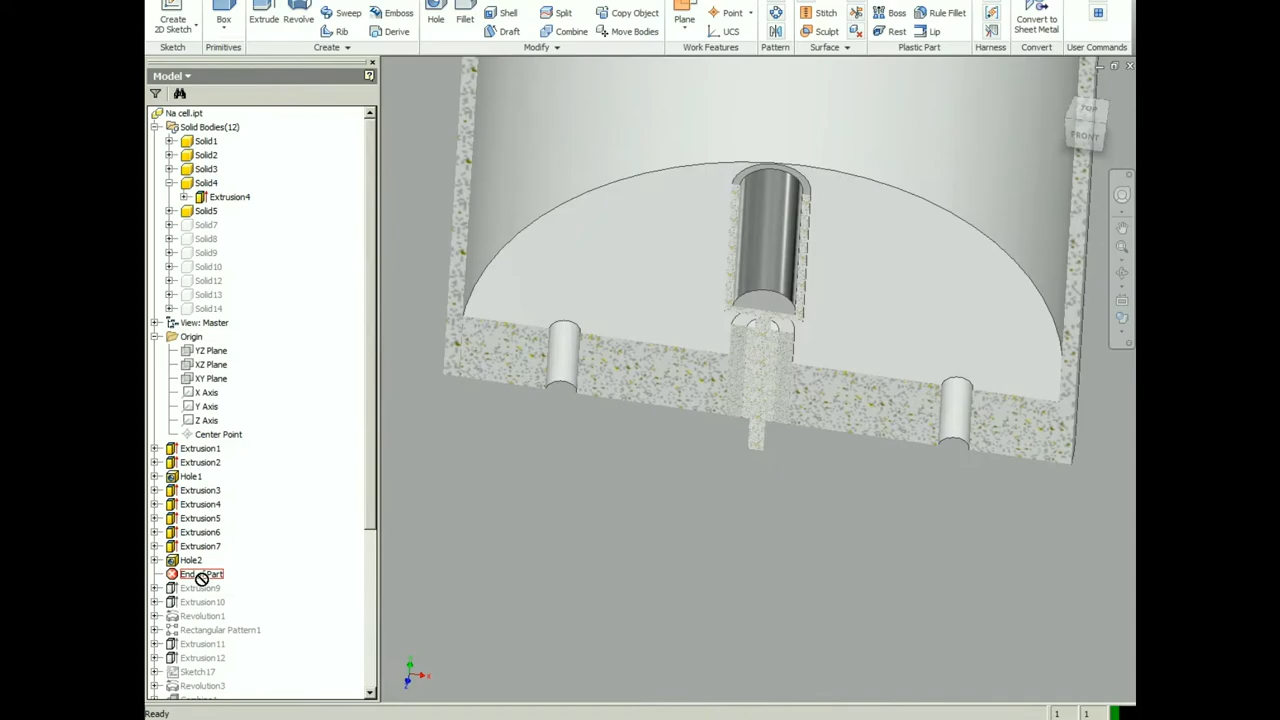 Create 2D Sketch
Box
Extrude
Revolve
Sweep
Emboss
Rib
Derive
Hole
Fillet
Shell
Split
Copy Object
Draft
Combine
Move Bodies
Plane
Point
UCS
Stitch
Sculpt
Boss
Rule Fillet
Rest
Lip
Convert to Sheet Metal
Sketch
Primitives
Create
Modify
Work Features
Pattern
Surface
Plastic Part
Harness
Convert
User Commands
Model
Na cell.ipt
Solid Bodies(12)
Solid1
Solid2
Solid3
Solid4
Extrusion4
Solid5
Solid7
Solid8
Solid9
Solid10
Solid12
Solid13
Solid14
View: Master
Origin
YZ Plane
XZ Plane
XY Plane
X Axis
Y Axis
Z Axis
Center Point
Extrusion1
Extrusion2
Hole1
Extrusion3
Extrusion4
Extrusion5
Extrusion6
Extrusion7
Hole2
End of Part
Extrusion9
Extrusion10
Revolution1
Rectangular Pattern1
Extrusion11
Extrusion12
Sketch17
Revolution3
TOP
FRONT
x
y
z
Ready
1
1